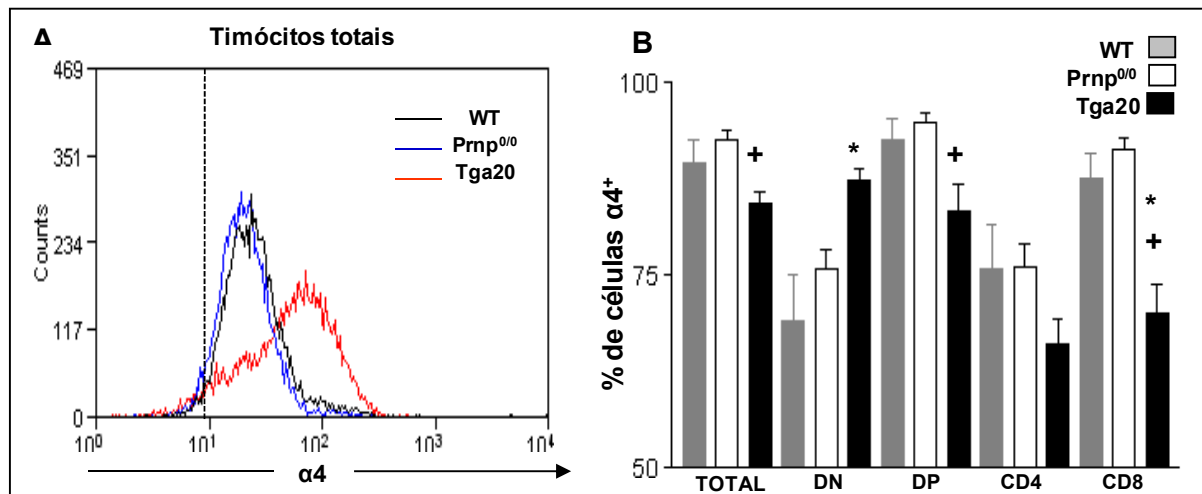 Δ
Timócitos totais
469
351
234
117
0
Counts
10⁰
10¹
10²
10³
10⁴
α4
WT
Prnp⁰/⁰
Tga20
B
WT
Prnp⁰/⁰
Tga20
100
75
50
% de células α4⁺
+
*
+
*
+
TOTAL
DN
DP
CD4
CD8